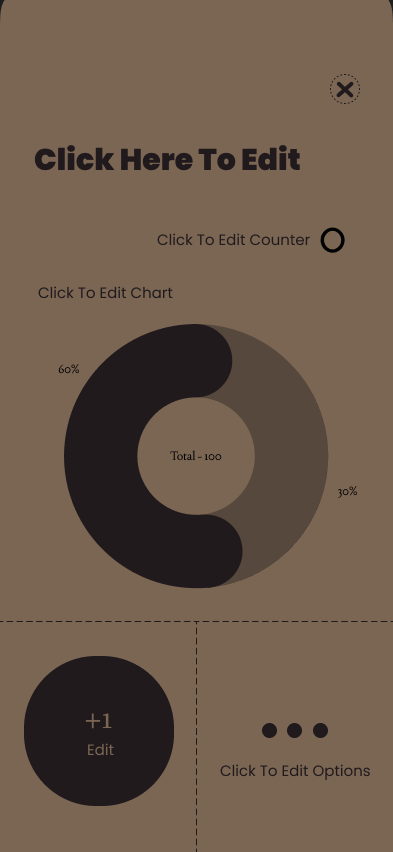 Click Here To Edit
Click To Edit Counter
Click To Edit Chart
60%
Total - 100
30%
+1
Edit
Click To Edit Options